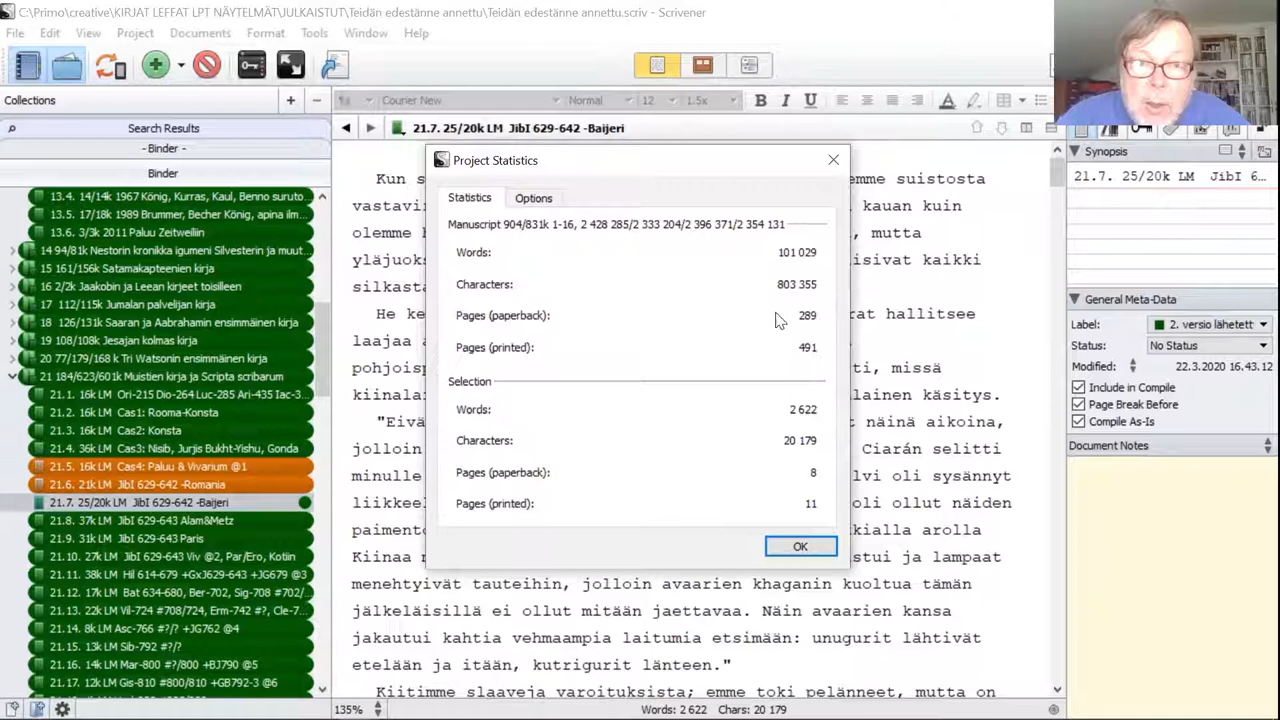 C:\Primo\creative\KIRJAT LEFFAT LPT NÄYTELMÄT\JULKAISTUT\Teidän edestänne annettu\Teidän edestänne annettu.scriv - Scrivener
File Edit View Project Documents Format Tools Window Help
Collections
Courier New Normal 12 1.5x B I U A
Search Results
- Binder -
Binder
13.4. 14/14k 1967 König, Kurras, Kaul, Benno suruto...
13.5. 17/18k 1989 Brummer, Becher König, apina ilm...
13.6. 3/3k 2011 Paluu Zeitweiliin
14 94/81k Nestorin kronikka igumeni Silvesterin ja muut...
15 161/156k Satamakapteenien kirja
16 2/2k Jaakobin ja Leean kirjeet toisilleen
17 112/115k Jumalan palvelijan kirja
18 126/131k Saaran ja Aabrahamin ensimmäinen kirja
19 108/108k Jesajan kolmas kirja
20 77/179/168 k Tri Watsonin ensimmäinen kirja
21 184/623/601k Muistien kirja ja Scripta scribarum
21.1. 16k LM Ori-215 Dio-264 Luc-285 Ari-435 Iac-3...
21.2. 16k LM Cas1: Rooma-Konsta
21.3. 16k LM Cas2: Konsta
21.4. 36k LM Cas3: Nisib, Jurjis Bukht-Yishu, Gonda
21.5. 16k LM Cas4: Paluu & Vivarium @1
21.6. 21k LM JibI 629-642 -Romania
21.7. 25/20k LM JibI 629-642 -Baijeri
21.8. 37k LM JibI 629-643 Alam&Metz
21.9. 31k LM JibI 629-643 Paris
21.10. 27k LM JibI 629-643 Viv @2, Par/Ero, Kotiin
21.11. 38k LM Hil 614-679 +GxJ629-643 +JG679 @3
21.12. 17k LM Bat 634-680, Ber-702, Sig-708 #702/...
21.13. 22k LM Vil-724 #708/724, Erm-742 #?, Cle-7...
21.14. 8k LM Asc-766 #?/? +JG762 @4
21.15. 13k LM Sib-792 #?/?
21.16. 14k LM Mar-800 #?/800 +BJ790 @5
21.17. 27k LM Gis-810 #800/810 +GB792-3 @6
21.7. 25/20k LM JibI 629-642 -Baijeri
Kun s emme suistosta
vastavi kauan kuin
olemme mutta
yläjuok isivat kaikki
silkast
He ke rat hallitsee
laajaa
pohjoisp ti, missä
kiinala lainen käsitys.
"Eivä t näinä aikoina,
jolloin Ciarán selitti
minulle lvi oli sysännyt
liikkeel oli ollut näiden
paiment kialla arolla
Kiinaa stui ja lampaat
menehtyivät tauteihin, jolloin avaarien khaganin kuoltua tämän
jälkeläisillä ei ollut mitään jaettavaa. Näin avaarien kansa
jakautui kahtia vehmaampia laitumia etsimään: unugurit lähtivät
etelään ja itään, kutrigurit länteen."
Kiitimme slaaveja varoituksista; emme toki pelänneet, mutta on
Project Statistics
Statistics Options
Manuscript 904/831k 1-16, 2 428 285/2 333 204/2 396 371/2 354 131
Words: 101 029
Characters: 803 355
Pages (paperback): 289
Pages (printed): 491
Selection
Words: 2 622
Characters: 20 179
Pages (paperback): 8
Pages (printed): 11
OK
Synopsis
21.7. 25/20k LM JibI 6...
General Meta-Data
Label: 2. versio lähetett
Status: No Status
Modified: 22.3.2020 16.43.12
Include in Compile
Page Break Before
Compile As-Is
Document Notes
135% Words: 2 622 Chars: 20 179